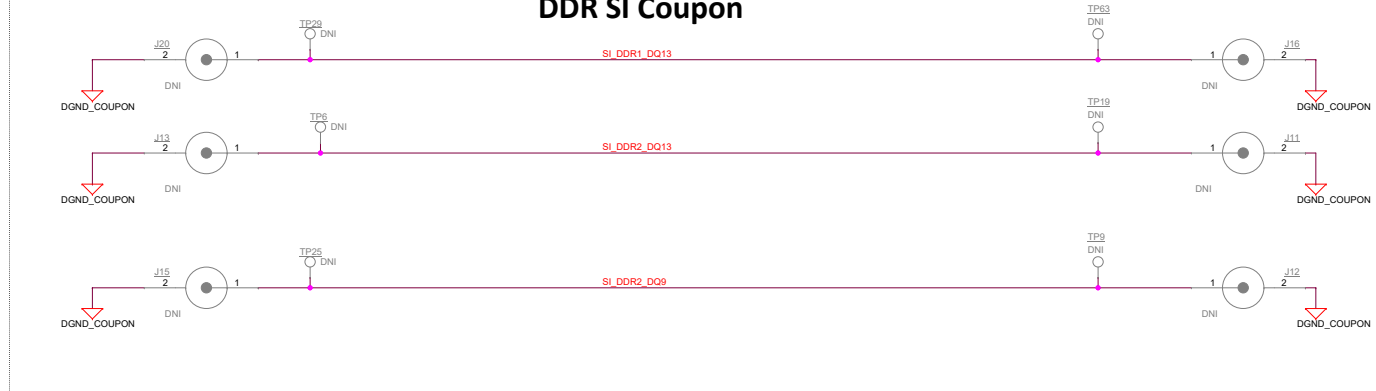 DDR SI Coupon
TP29
DNI
TP63
DNI
J20
2
1
SI_DDR1_DQ13
1
J16
2
DNI
DNI
DGND_COUPON
DGND_COUPON
TP6
DNI
TP19
DNI
J13
2
1
SI_DDR2_DQ13
1
J11
2
DNI
DNI
DGND_COUPON
DGND_COUPON
TP25
DNI
TP9
DNI
J15
2
1
SI_DDR2_DQ9
1
J12
2
DNI
DNI
DGND_COUPON
DGND_COUPON